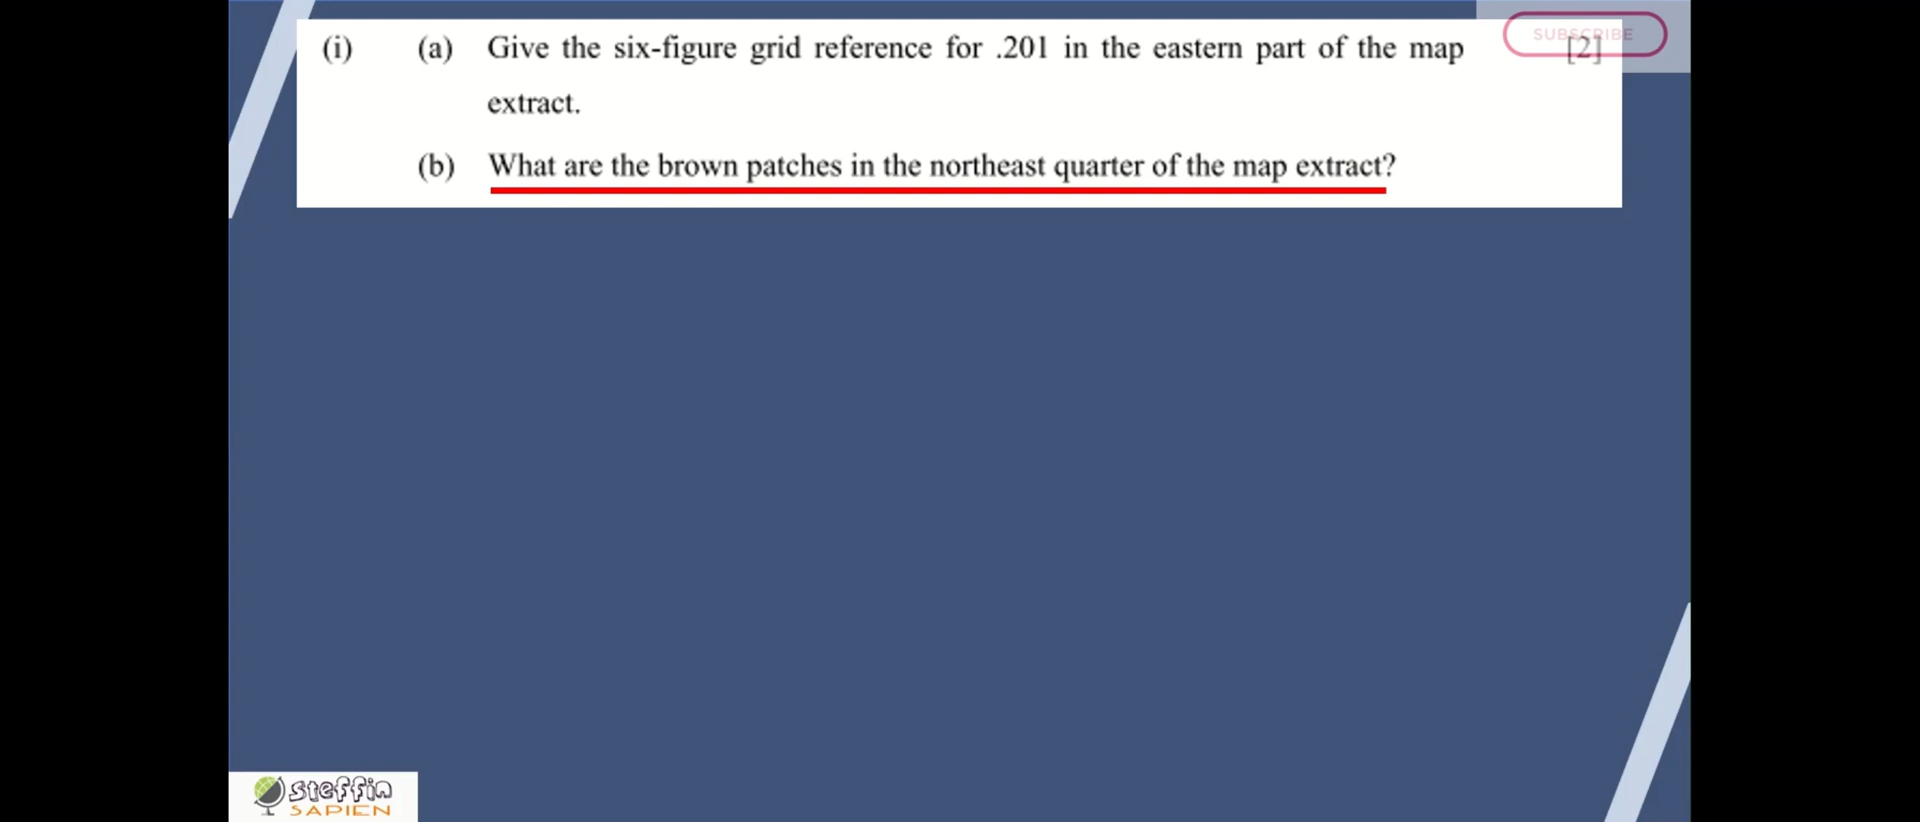 SUBSCRIBE
(i) (a) Give the six-figure grid reference for .201 in the eastern part of the map [2]
extract.
(b) What are the brown patches in the northeast quarter of the map extract?
steffin
SAPIEN